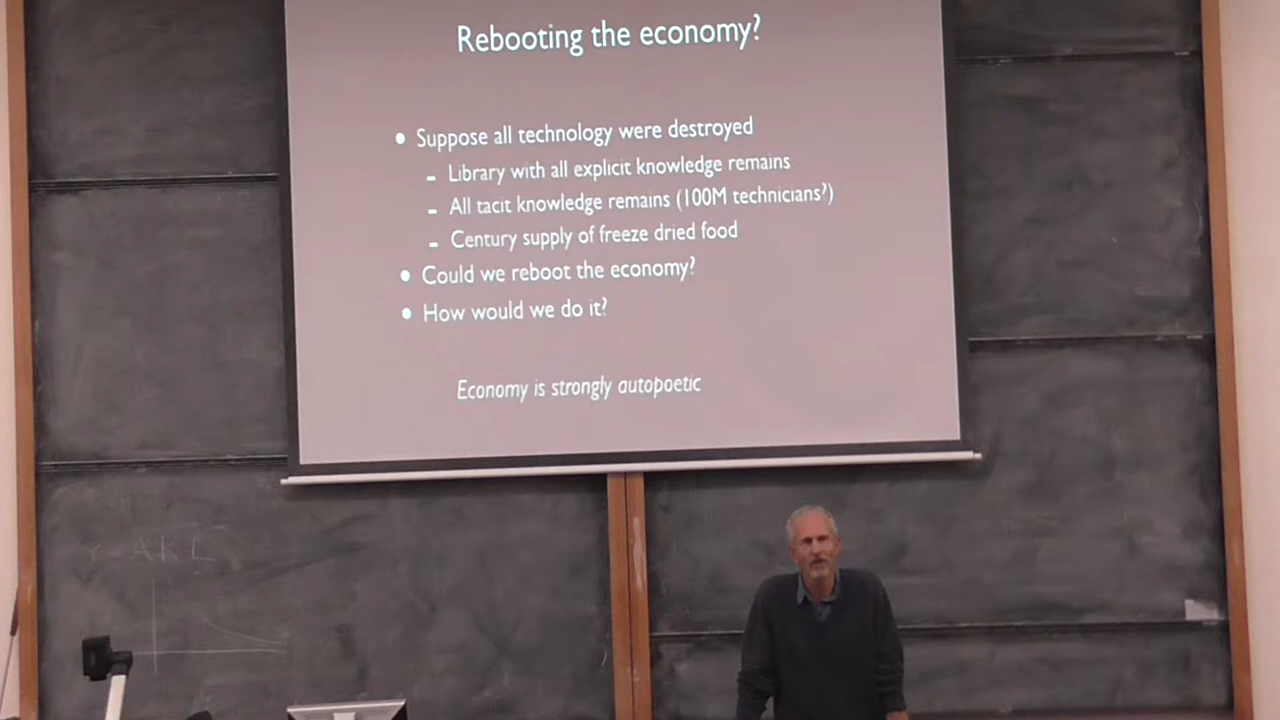 Rebooting the economy?
• Suppose all technology were destroyed
- Library with all explicit knowledge remains
- All tacit knowledge remains (100M technicians?)
- Century supply of freeze dried food
• Could we reboot the economy?
• How would we do it?
Economy is strongly autopoetic
Y A K L